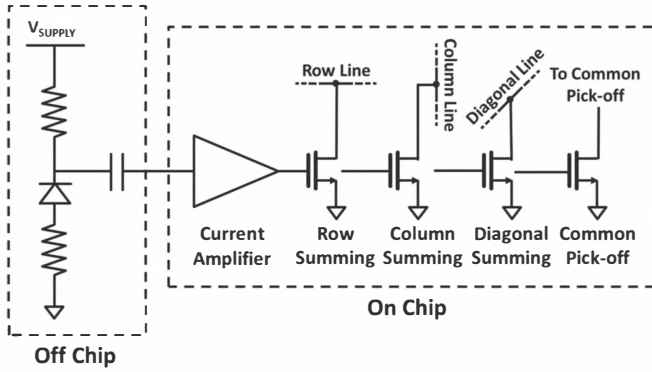 V_SUPPLY
Row Line
Column Line
Diagonal Line
To Common
Pick-off
Current
Amplifier
Row
Summing
Column
Summing
Diagonal
Summing
Common
Pick-off
On Chip
Off Chip